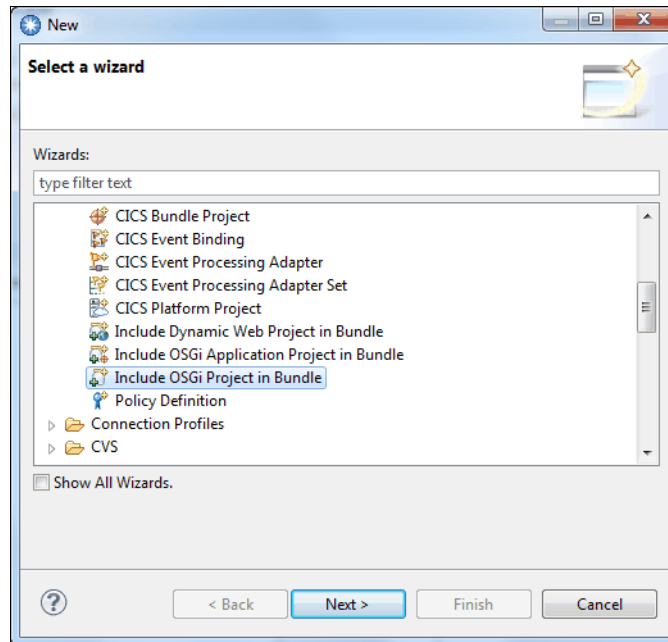 New
Select a wizard
Wizards:
type filter text
CICS Bundle Project
CICS Event Binding
CICS Event Processing Adapter
CICS Event Processing Adapter Set
CICS Platform Project
Include Dynamic Web Project in Bundle
Include OSGi Application Project in Bundle
Include OSGi Project in Bundle
Policy Definition
Connection Profiles
CVS
Show All Wizards.
? < Back Next > Finish Cancel